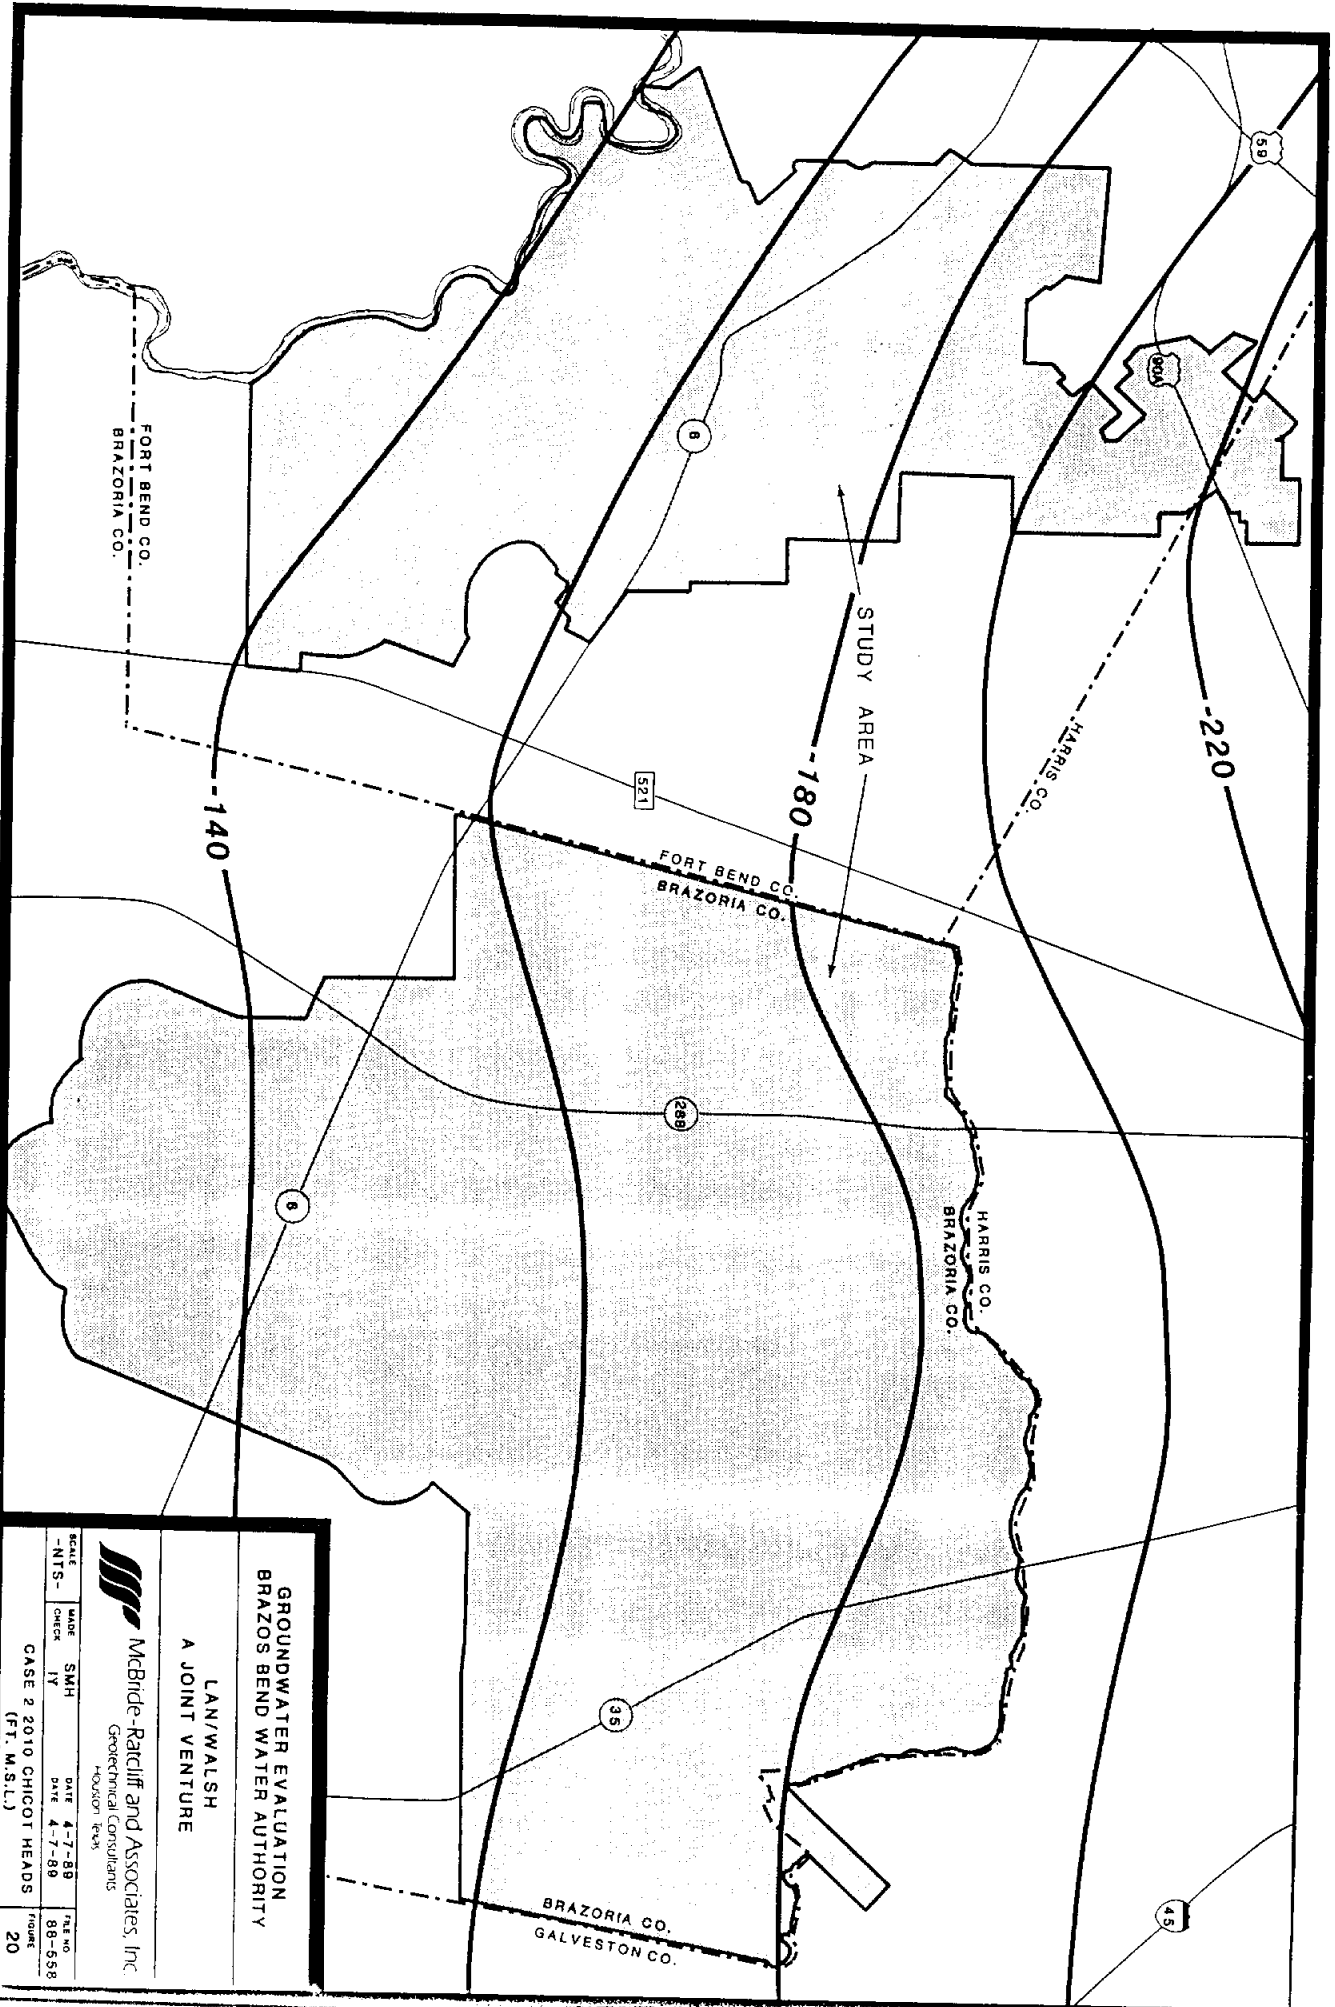 59
90A
6
FORT BEND CO.
BRAZORIA CO.
STUDY AREA
HARRIS CO.
-220
-180
-140
521
FORT BEND CO.
BRAZORIA CO.
288
6
HARRIS CO.
BRAZORIA CO.
35
45
BRAZORIA CO.
GALVESTON CO.
GROUNDWATER EVALUATION
BRAZOS BEND WATER AUTHORITY
LAN/WALSH
A JOINT VENTURE
McBride-Ratcliff and Associates, Inc.
Geotechnical Consultants
Houston Texas
SCALE -NTS- MADE SMH DATE 4-7-89 FILE NO 88-558
CHECK IY DATE 4-7-89
CASE 2 2010 CHICOT HEADS
(FT. M.S.L.)
FIGURE 20